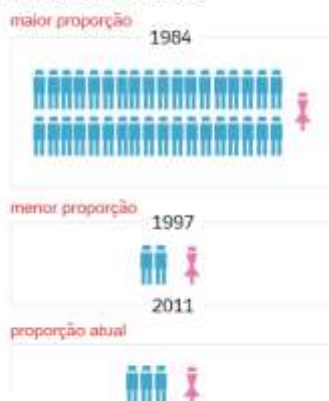 maior proporção
1984
menor proporção
1997
2011
proporção atual